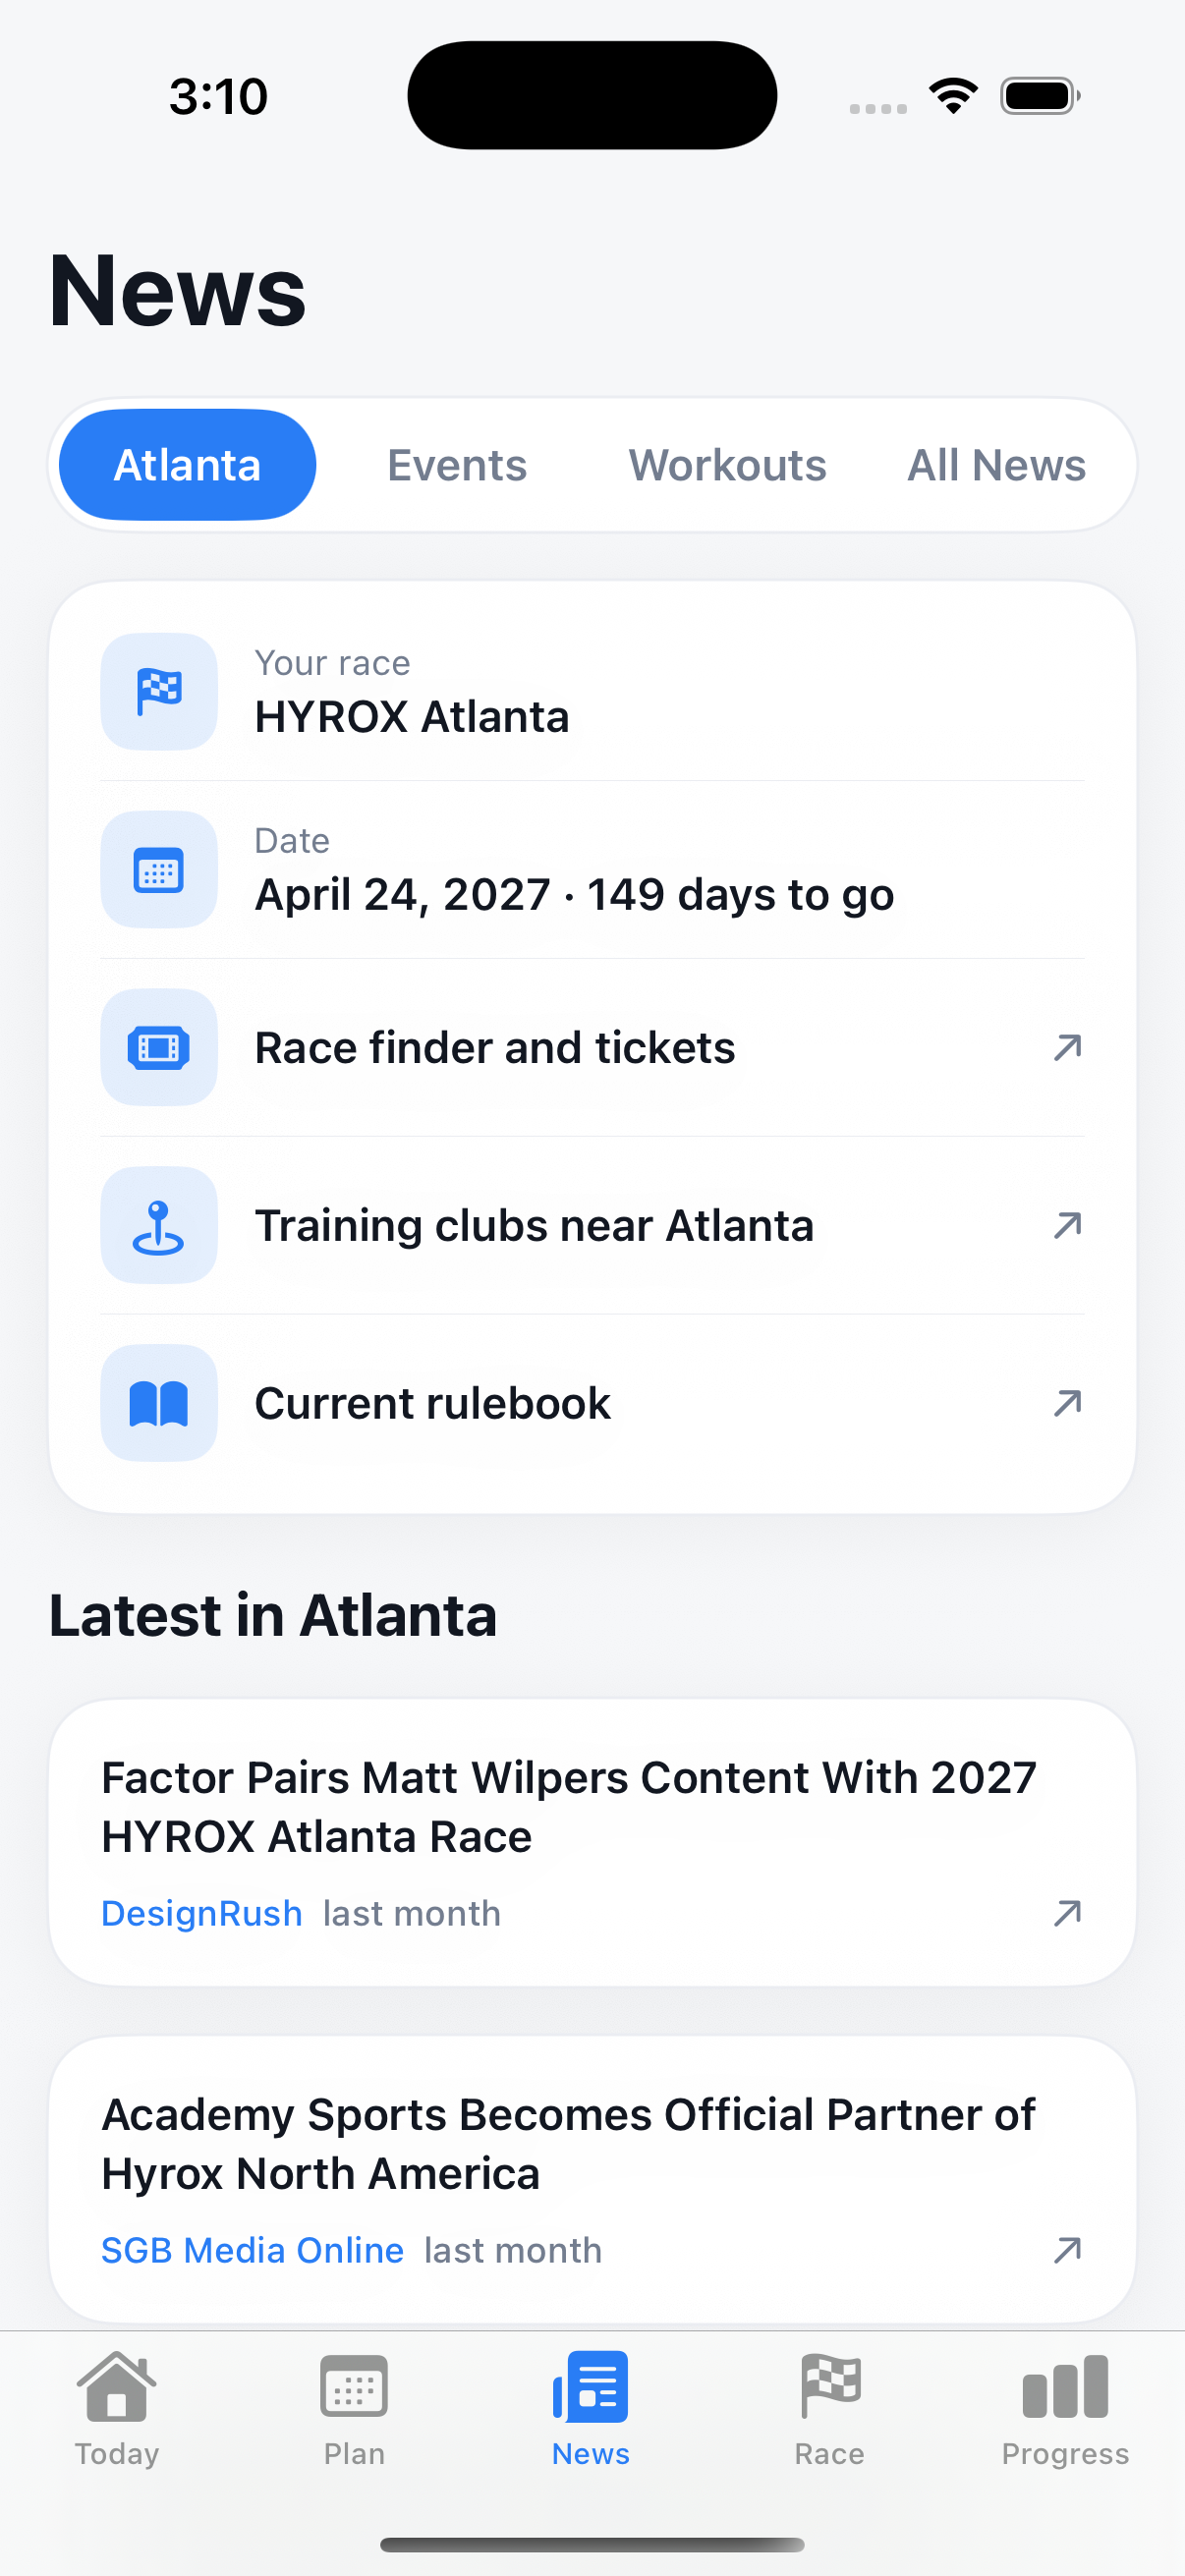 3:10
News
Atlanta
Events
Workouts
All News
Your race
HYROX Atlanta
Date
April 24, 2027 · 149 days to go
Race finder and tickets
Training clubs near Atlanta
Current rulebook
Latest in Atlanta
Factor Pairs Matt Wilpers Content With 2027
HYROX Atlanta Race
DesignRush last month
Academy Sports Becomes Official Partner of
Hyrox North America
SGB Media Online last month
Today
Plan
News
Race
Progress